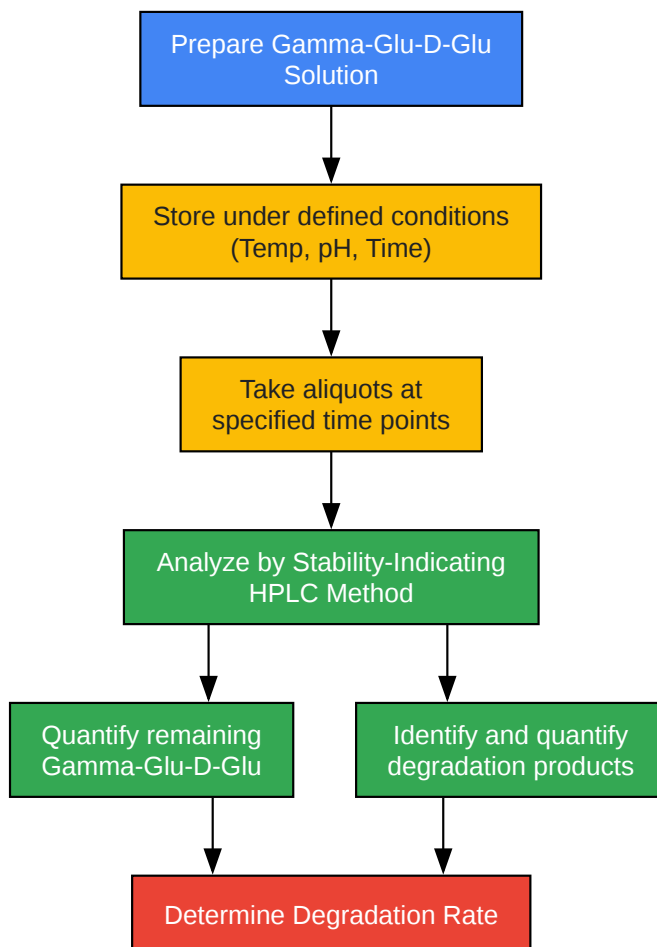 Prepare Gamma-Glu-D-Glu
Solution
Store under defined conditions
(Temp, pH, Time)
Take aliquots at
specified time points
Analyze by Stability-Indicating
HPLC Method
Quantify remaining
Gamma-Glu-D-Glu
Identify and quantify
degradation products
Determine Degradation Rate